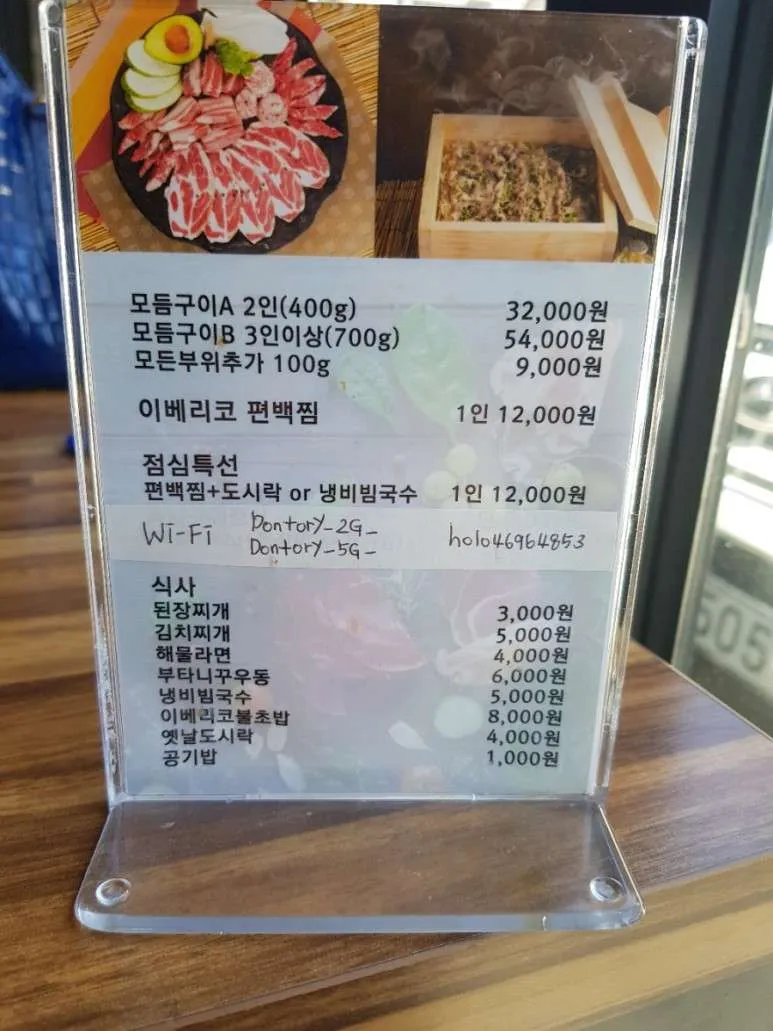 모듬구이A 2인(400g) 32,000원
모듬구이B 3인이상(700g) 54,000원
모든부위추가 100g 9,000원
이베리코 편백찜 1인 12,000원
점심특선
편백찜+도시락 or 냉비빔국수 1인 12,000원
Wi-Fi Dontory-2G- holo46964853
Dontory-5G-
식사
된장찌개 3,000원
김치찌개 5,000원
해물라면 4,000원
부타니꾸우동 6,000원
냉비빔국수 5,000원
이베리코불초밥 8,000원
옛날도시락 4,000원
공기밥 1,000원
505